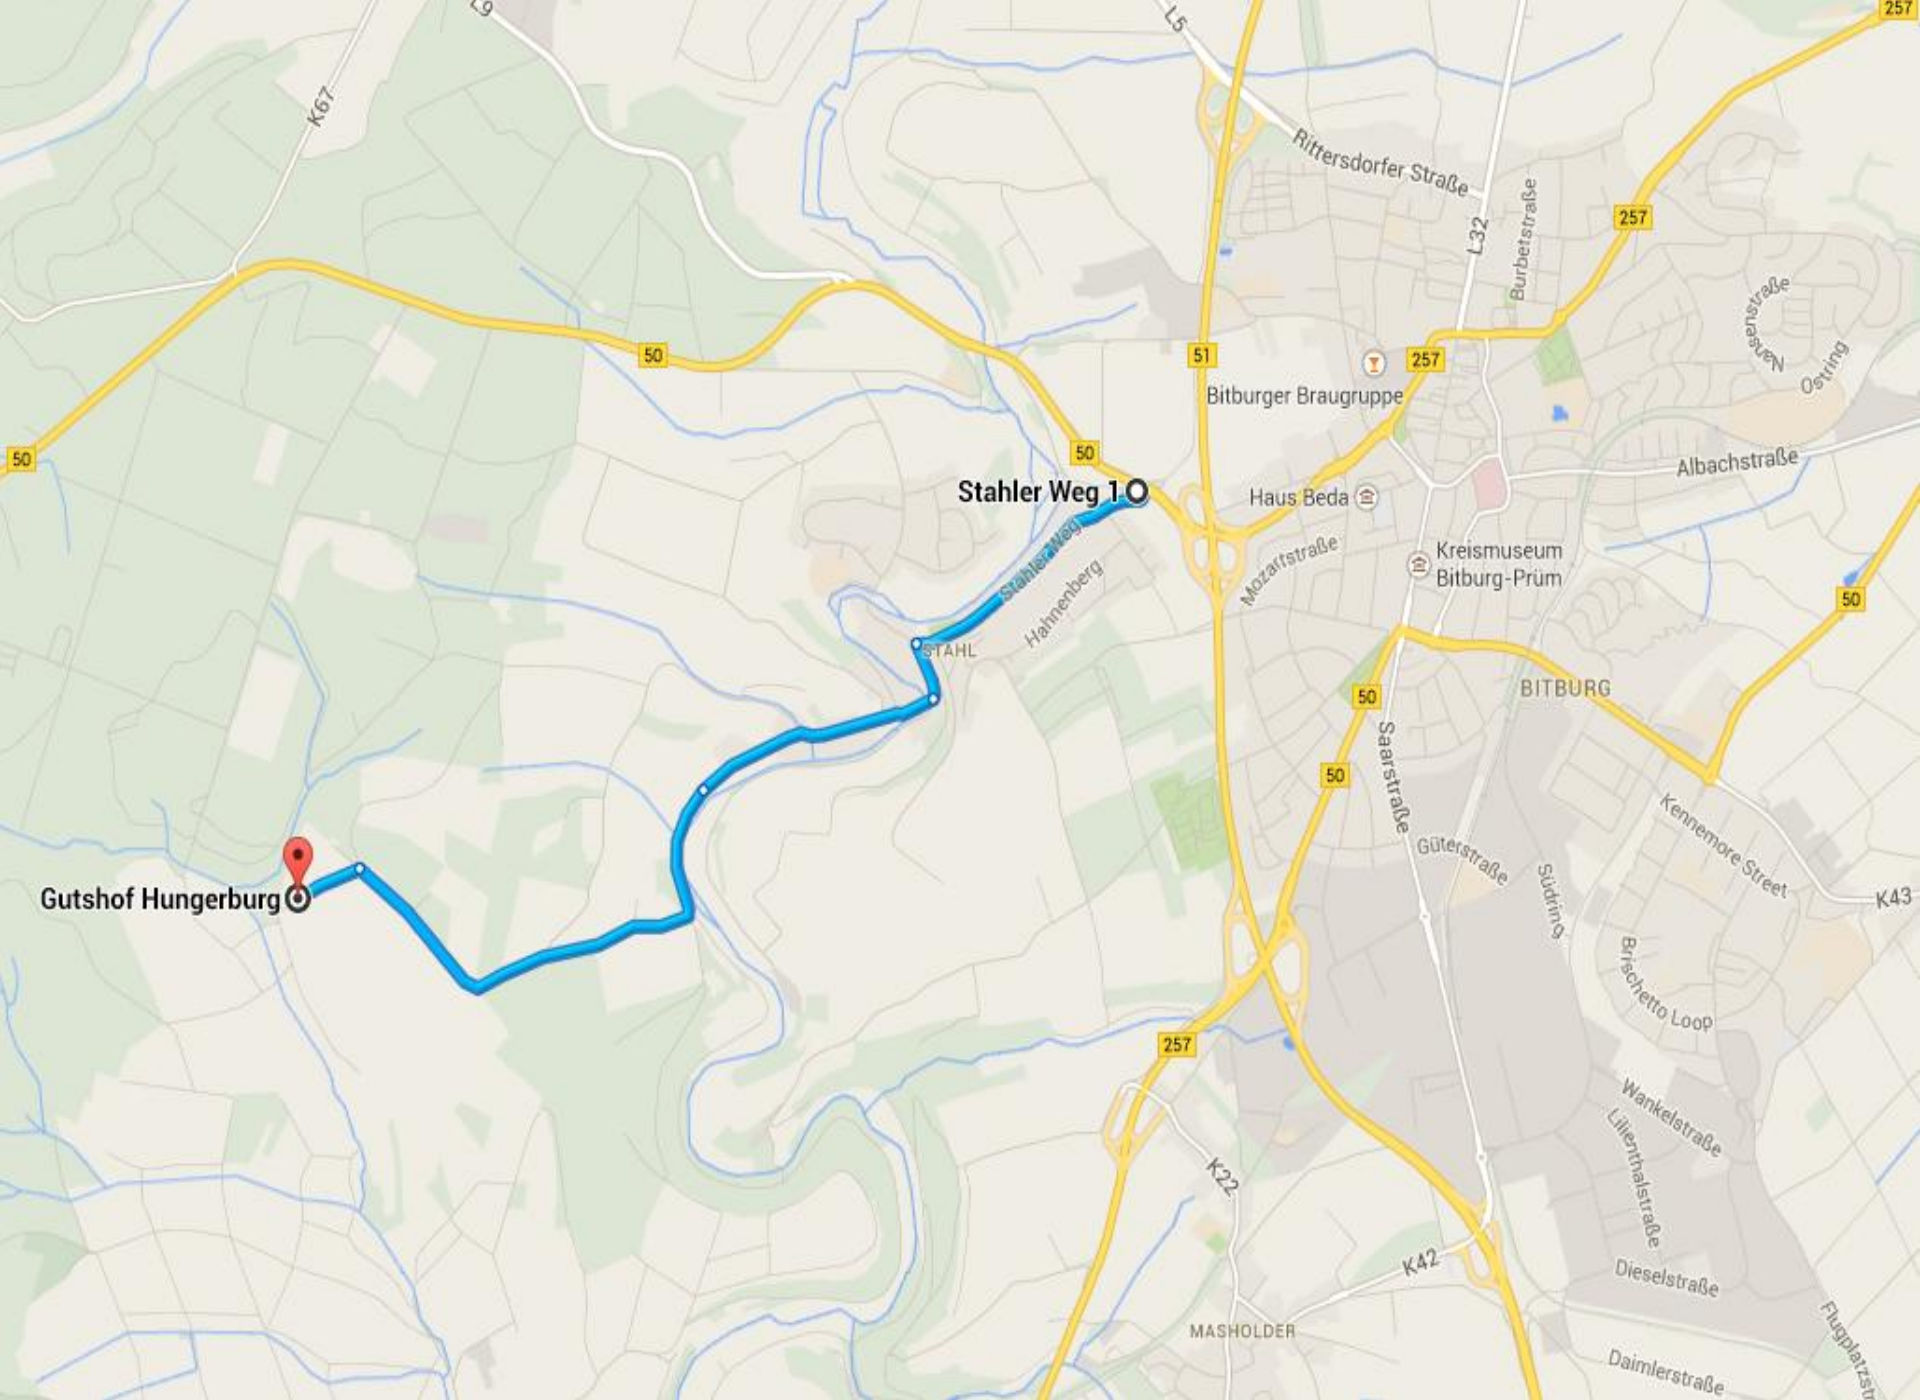 L9
L5
257
K67
Rittersdorfer Straße
257
L32
Burbetstraße
Nansenstraße
Ostring
50
51
257
Bitburger Braugruppe
50
50
Albachstraße
Stahler Weg 1
Haus Beda
Stahler Weg
Hahnenberg
Mozartstraße
Kreismuseum
Bitburg-Prüm
50
STAHL
BITBURG
50
Saarstraße
50
Kennemore Street
Güterstraße
Südring
K43
Gutshof Hungerburg
Brischetto Loop
257
Wankelstraße
Lilienthalstraße
K22
K42
Dieselstraße
MASHOLDER
Daimlerstraße